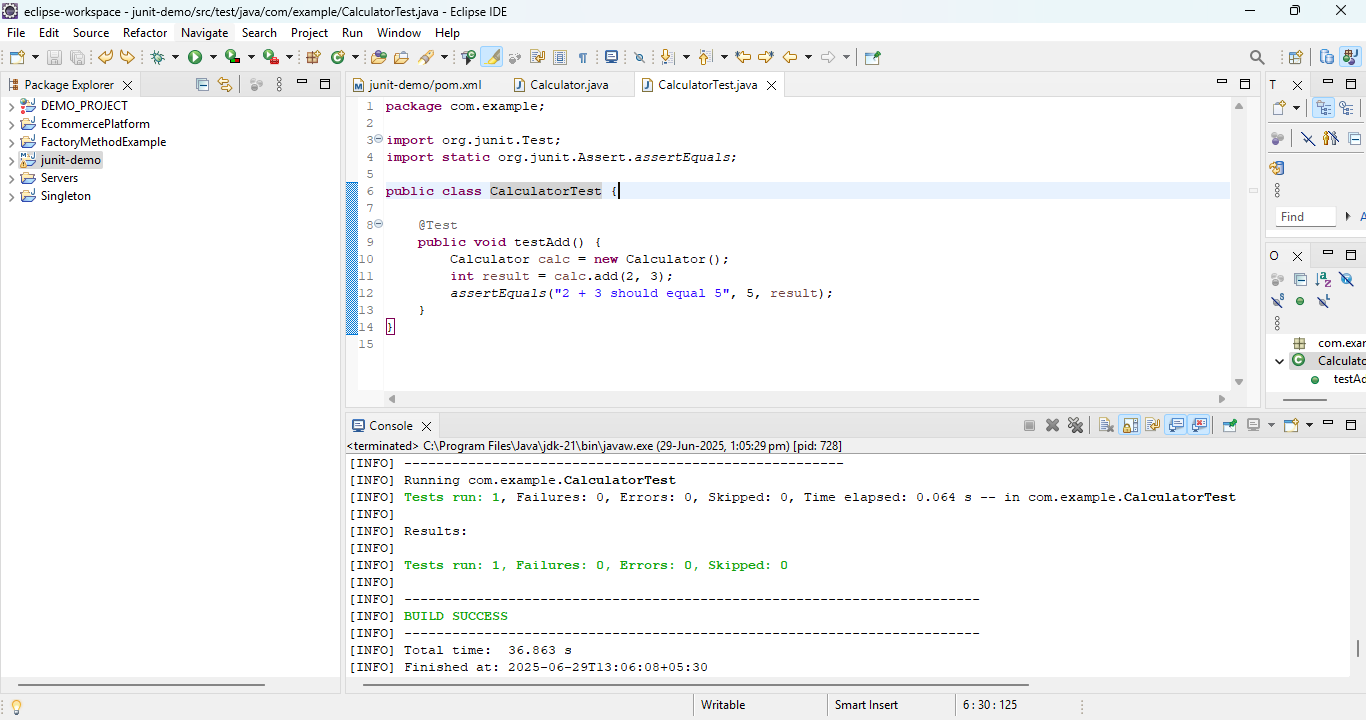 eclipse-workspace - junit-demo/src/test/java/com/example/CalculatorTest.java - Eclipse IDE
File Edit Source Refactor Navigate Search Project Run Window Help
Package Explorer
DEMO_PROJECT
EcommercePlatform
FactoryMethodExample
junit-demo
Servers
Singleton
junit-demo/pom.xml Calculator.java CalculatorTest.java
1 package com.example;
2
3 import org.junit.Test;
4 import static org.junit.Assert.assertEquals;
5
6 public class CalculatorTest {
7
8 @Test
9 public void testAdd() {
10 Calculator calc = new Calculator();
11 int result = calc.add(2, 3);
12 assertEquals("2 + 3 should equal 5", 5, result);
13 }
14 }
15
T
Find A
O
com.exar
Calculato
testAd
Console
<terminated> C:\Program Files\Java\jdk-21\bin\javaw.exe (29-Jun-2025, 1:05:29 pm) [pid: 728]
[INFO] -------------------------------------------------------
[INFO] Running com.example.CalculatorTest
[INFO] Tests run: 1, Failures: 0, Errors: 0, Skipped: 0, Time elapsed: 0.064 s -- in com.example.CalculatorTest
[INFO]
[INFO] Results:
[INFO]
[INFO] Tests run: 1, Failures: 0, Errors: 0, Skipped: 0
[INFO]
[INFO] ------------------------------------------------------------------------
[INFO] BUILD SUCCESS
[INFO] ------------------------------------------------------------------------
[INFO] Total time: 36.863 s
[INFO] Finished at: 2025-06-29T13:06:08+05:30
Writable Smart Insert 6 : 30 : 125